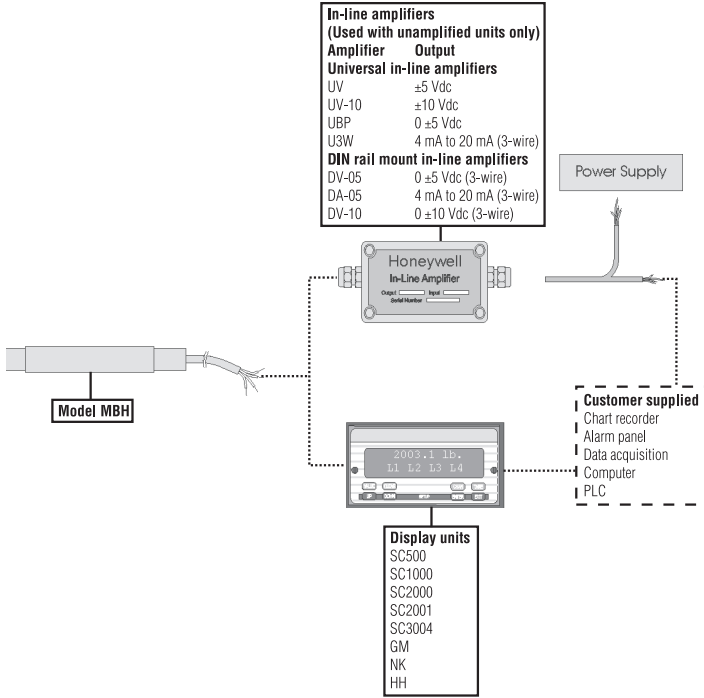 In-line amplifiers
(Used with unamplified units only)
Amplifier Output
Universal in-line amplifiers
UV ±5 Vdc
UV-10 ±10 Vdc
UBP 0 ±5 Vdc
U3W 4 mA to 20 mA (3-wire)
DIN rail mount in-line amplifiers
DV-05 0 ±5 Vdc (3-wire)
DA-05 4 mA to 20 mA (3-wire)
DV-10 0 ±10 Vdc (3-wire)
Power Supply
Honeywell
In-Line Amplifier
Output Input
Serial Number
Model MBH
Customer supplied
Chart recorder
Alarm panel
Data acquisition
Computer
PLC
2003.1 lb.
L1 L2 L3 L4
UP DOWN SETUP ENTER EXIT
Display units
SC500
SC1000
SC2000
SC2001
SC3004
GM
NK
HH